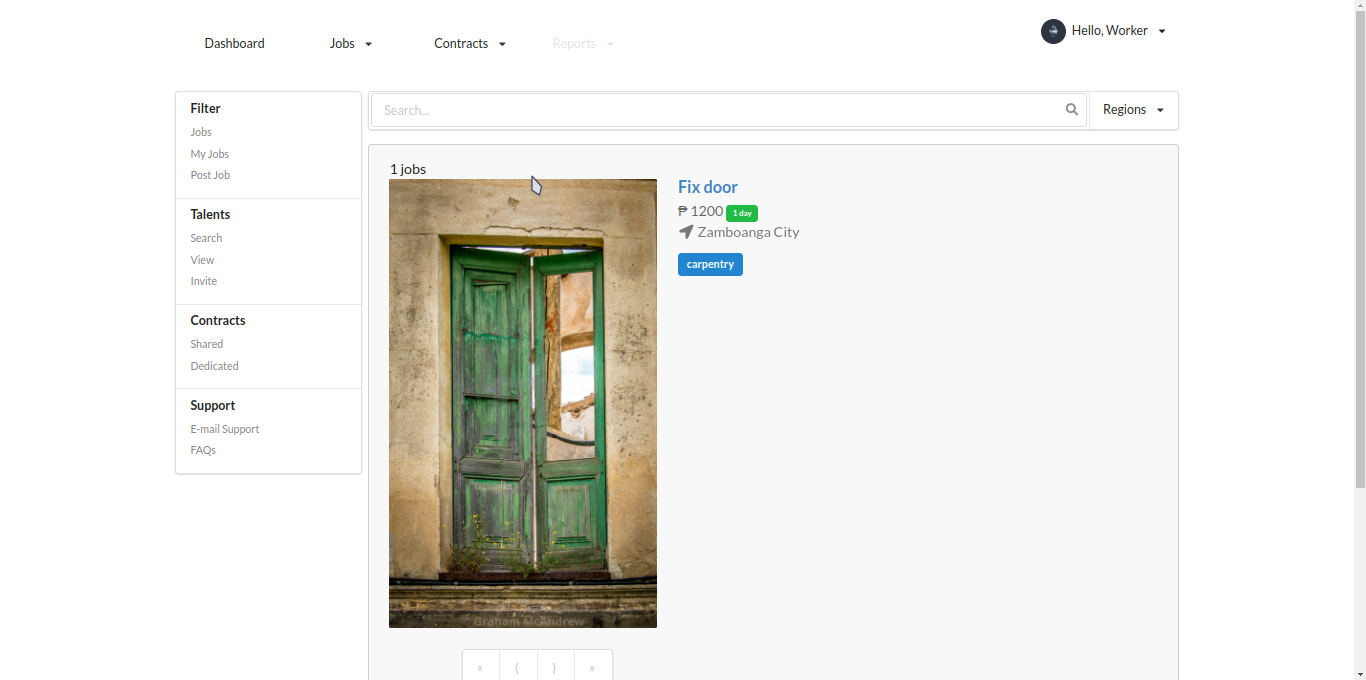 Dashboard
Jobs
Contracts
Reports
Hello, Worker
Filter
Jobs
My Jobs
Post Job
Talents
Search
View
Invite
Contracts
Shared
Dedicated
Support
E-mail Support
FAQs
Search...
Regions
1 jobs
Fix door
₱ 1200 1 day
Zamboanga City
carpentry
Graham McAndrew
« ⟨ ⟩ »